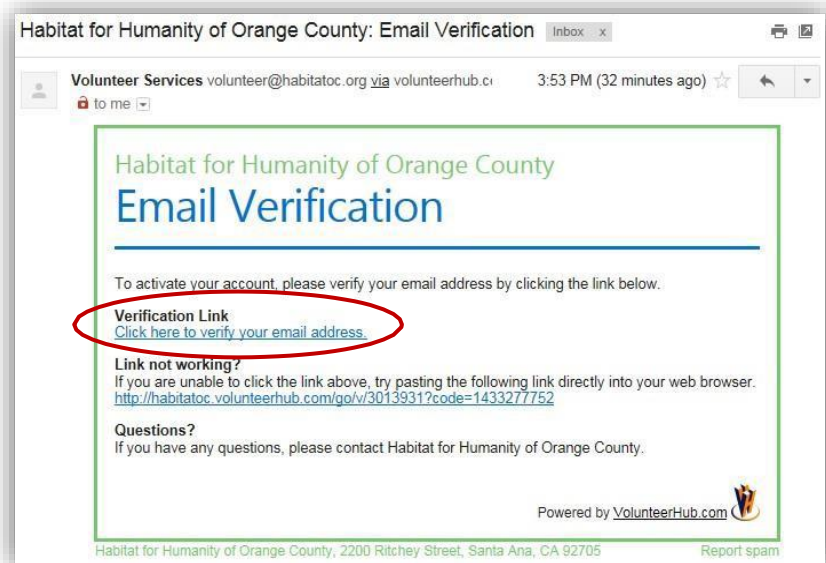 Habitat for Humanity of Orange County: Email Verification Inbox x
Volunteer Services volunteer@habitatoc.org via volunteerhub.c 3:53 PM (32 minutes ago)
to me
Habitat for Humanity of Orange County
Email Verification
To activate your account, please verify your email address by clicking the link below.
Verification Link
Click here to verify your email address.
Link not working?
If you are unable to click the link above, try pasting the following link directly into your web browser.
http://habitatoc.volunteerhub.com/go/v/3013931?code=1433277752
Questions?
If you have any questions, please contact Habitat for Humanity of Orange County.
Powered by VolunteerHub.com
Habitat for Humanity of Orange County, 2200 Ritchey Street, Santa Ana, CA 92705 Report spam